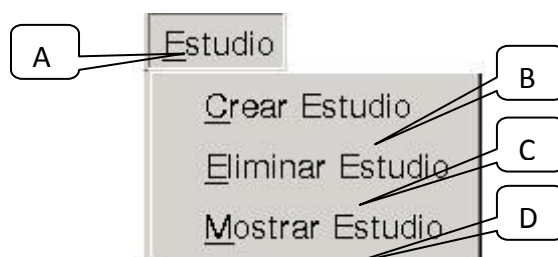 A
Estudio
B
Crear Estudio
C
Eliminar Estudio
D
Mostrar Estudio